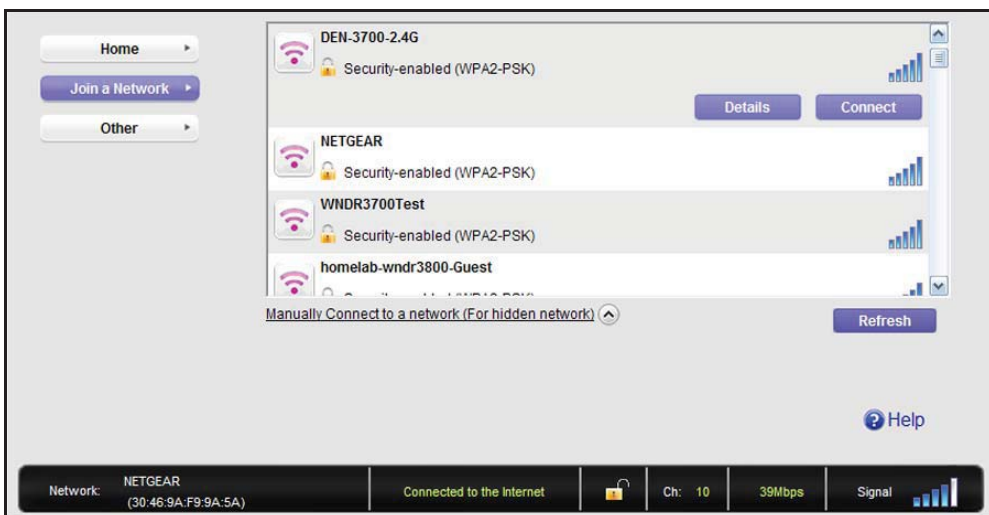 Home
Join a Network
Other
DEN-3700-2.4G
Security-enabled (WPA2-PSK)
Details
Connect
NETGEAR
Security-enabled (WPA2-PSK)
WNDR3700Test
Security-enabled (WPA2-PSK)
homelab-wndr3800-Guest
Manually Connect to a network (For hidden network)
Refresh
Help
Network: NETGEAR
(30:46:9A:F9:9A:5A)
Connected to the Internet
Ch: 10
39Mbps
Signal